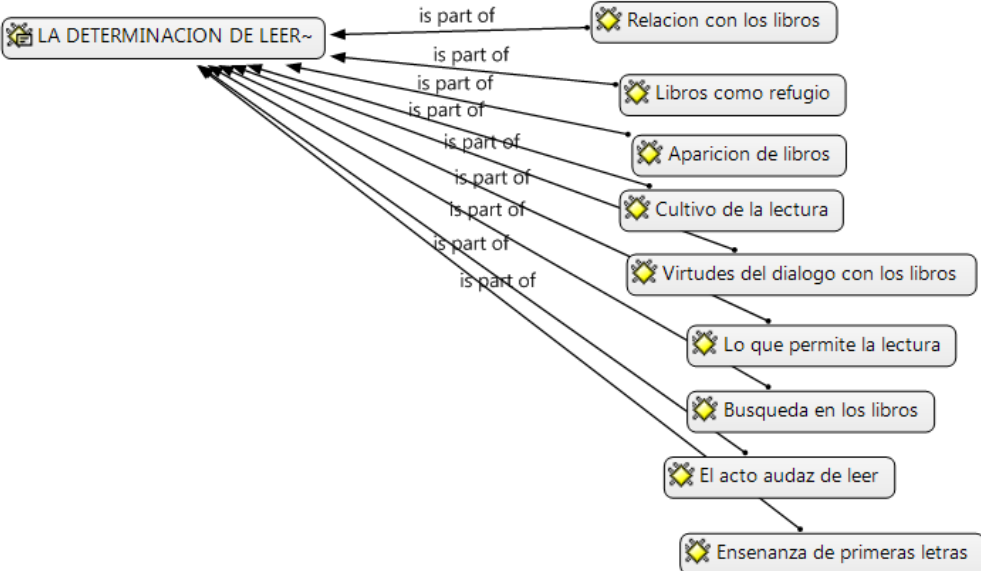 is part of
Relacion con los libros
LA DETERMINACION DE LEER~
is part of
is part of
Libros como refugio
is part of
is part of
Aparicion de libros
is part of
Cultivo de la lectura
is part of
is part of
Virtudes del dialogo con los libros
is part of
Lo que permite la lectura
Busqueda en los libros
El acto audaz de leer
Ensenanza de primeras letras